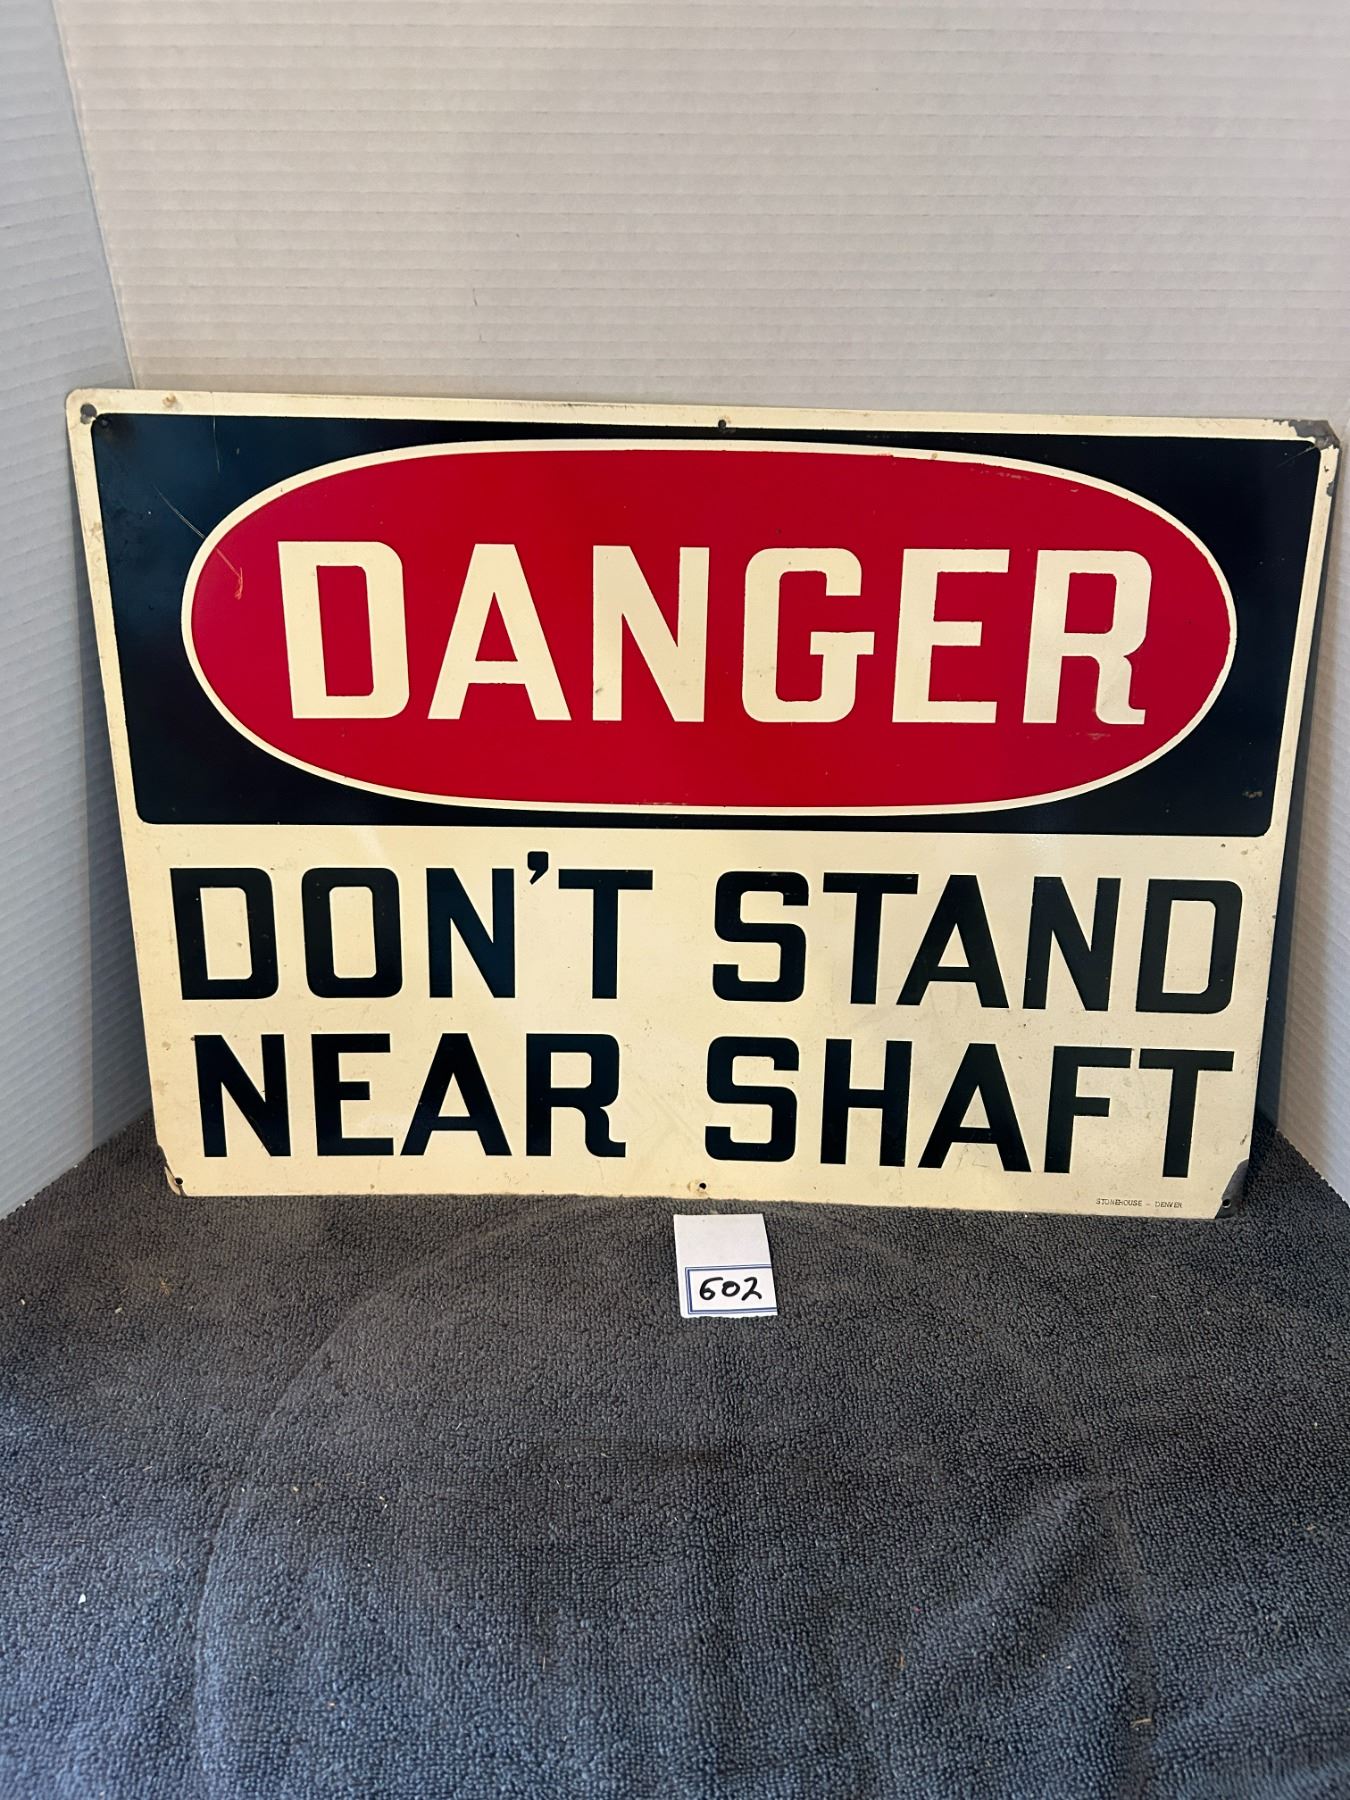 DANGER
DON'T STAND
NEAR SHAFT
STONEHOUSE - DENVER
602